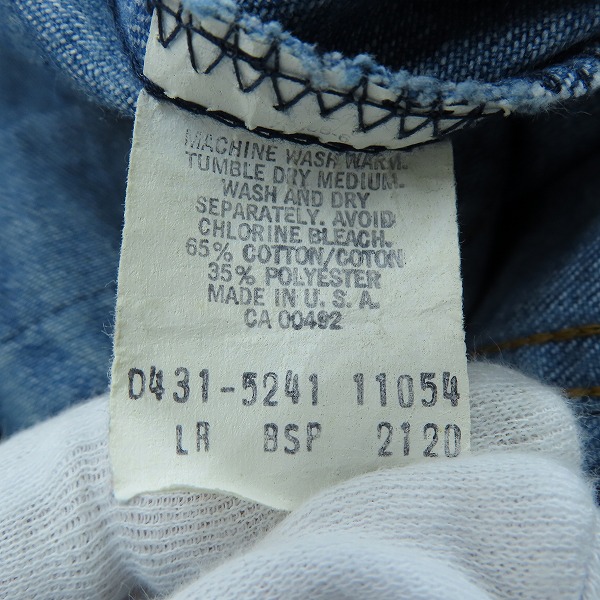 MACHINE WASH WARM.
TUMBLE DRY MEDIUM.
WASH AND DRY
SEPARATELY. AVOID
CHLORINE BLEACH.
65% COTTON/COTON
35% POLYESTER
MADE IN U. S. A.
CA 00492
D431-5241 11054
LR BSP 2120